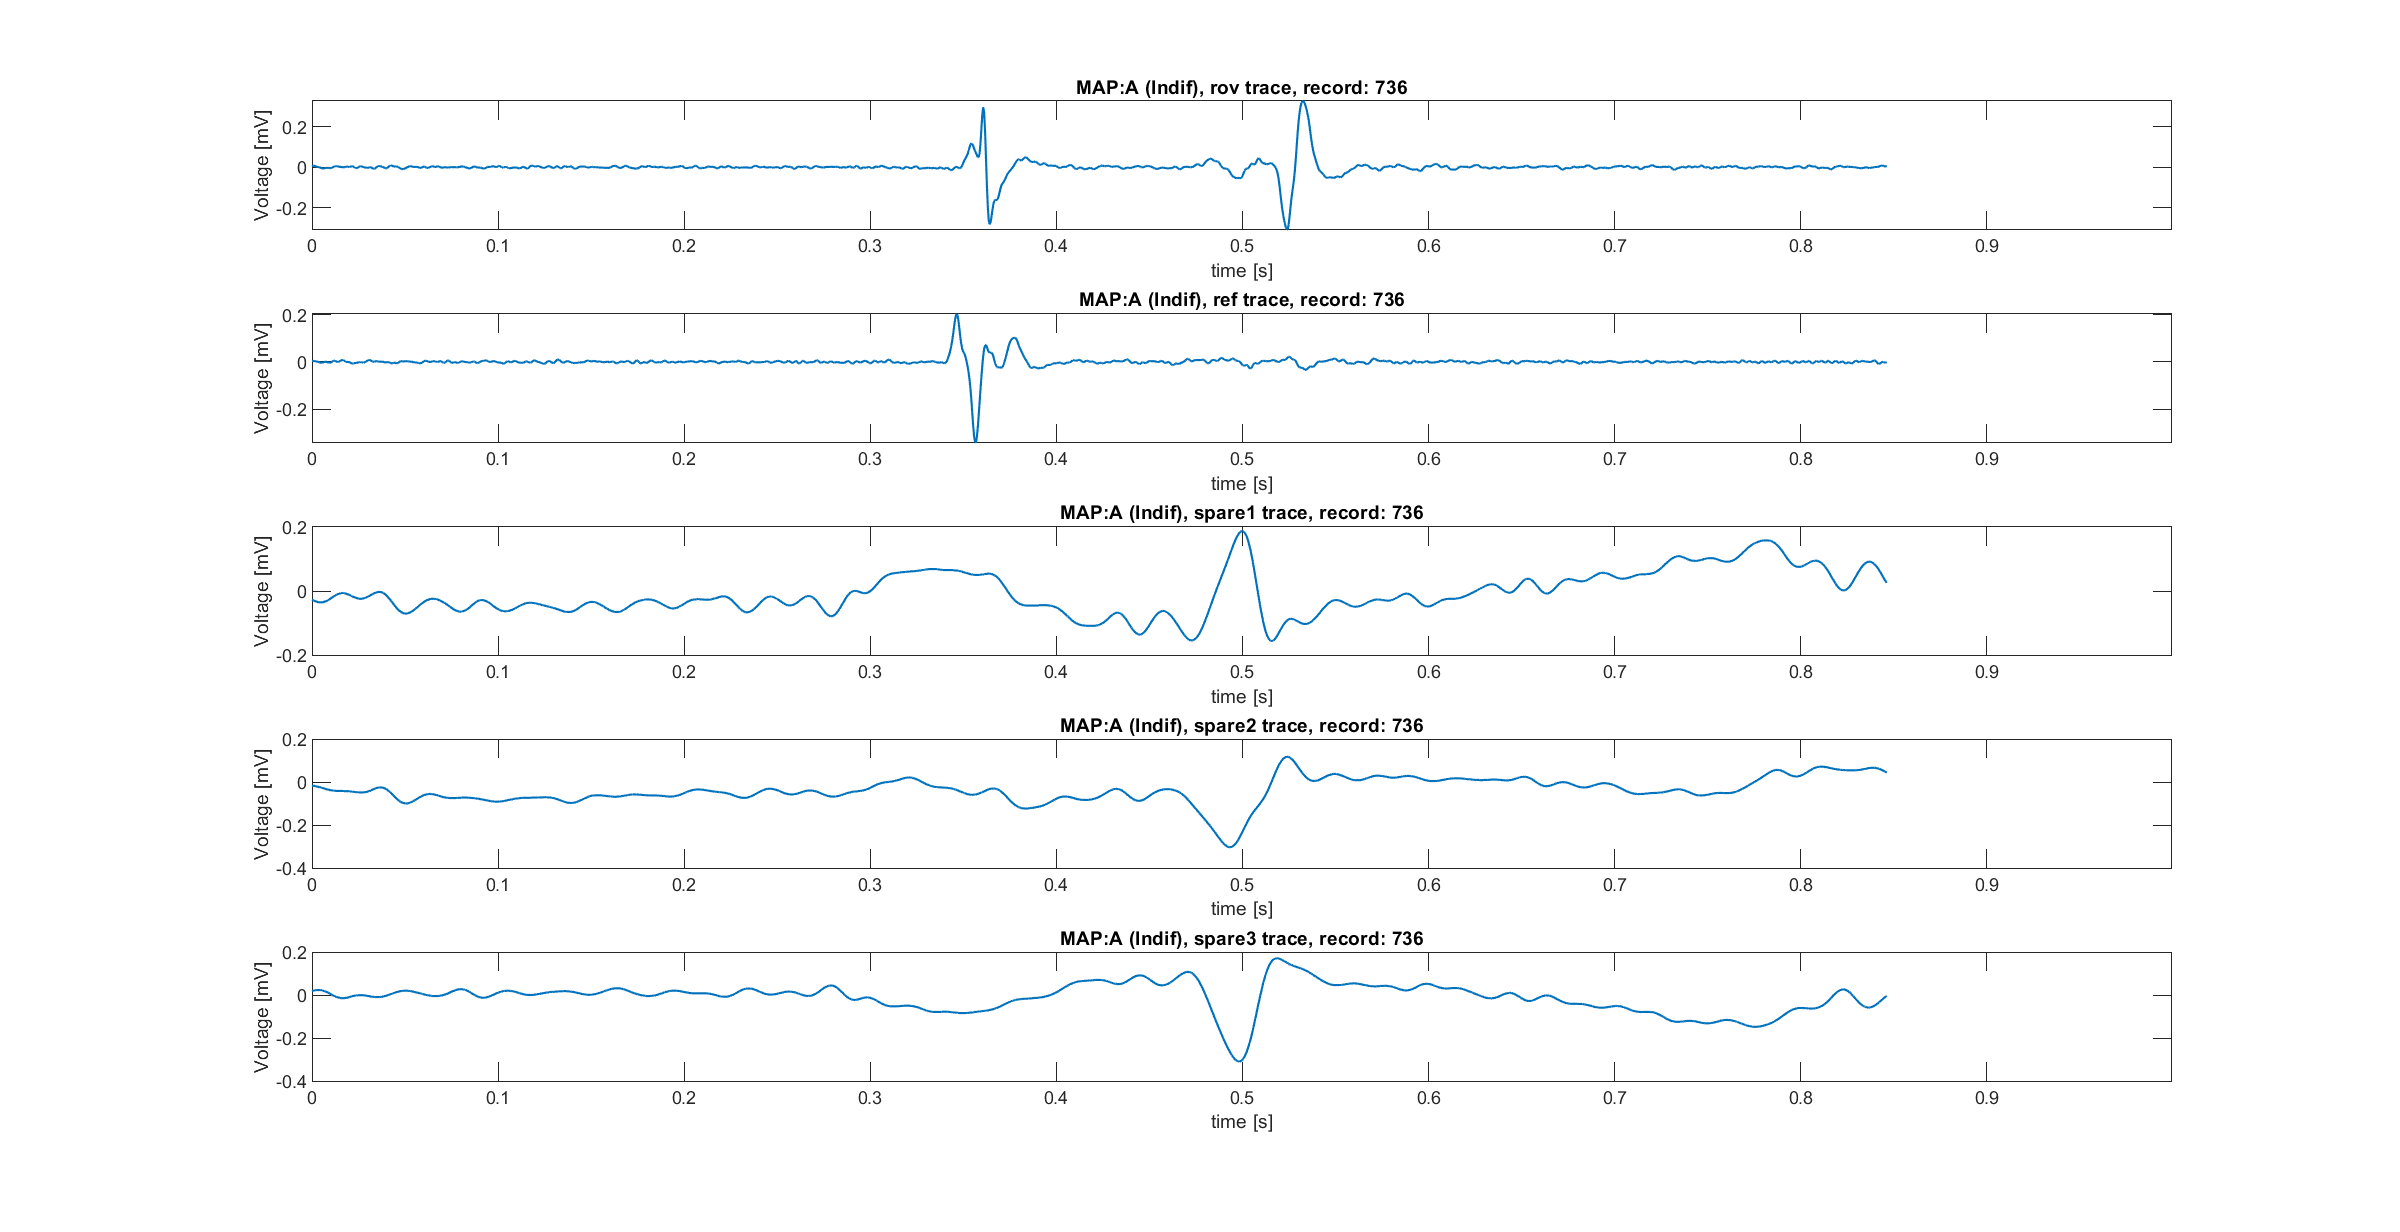 MAP:A (Indif), rov trace, record: 736
Voltage [mV]
0.2
0
-0.2
0 0.1 0.2 0.3 0.4 0.5 0.6 0.7 0.8 0.9
time [s]
MAP:A (Indif), ref trace, record: 736
Voltage [mV]
0.2
0
-0.2
0 0.1 0.2 0.3 0.4 0.5 0.6 0.7 0.8 0.9
time [s]
MAP:A (Indif), spare1 trace, record: 736
Voltage [mV]
0.2
0
-0.2
0 0.1 0.2 0.3 0.4 0.5 0.6 0.7 0.8 0.9
time [s]
MAP:A (Indif), spare2 trace, record: 736
Voltage [mV]
0.2
0
-0.2
-0.4
0 0.1 0.2 0.3 0.4 0.5 0.6 0.7 0.8 0.9
time [s]
MAP:A (Indif), spare3 trace, record: 736
Voltage [mV]
0.2
0
-0.2
-0.4
0 0.1 0.2 0.3 0.4 0.5 0.6 0.7 0.8 0.9
time [s]